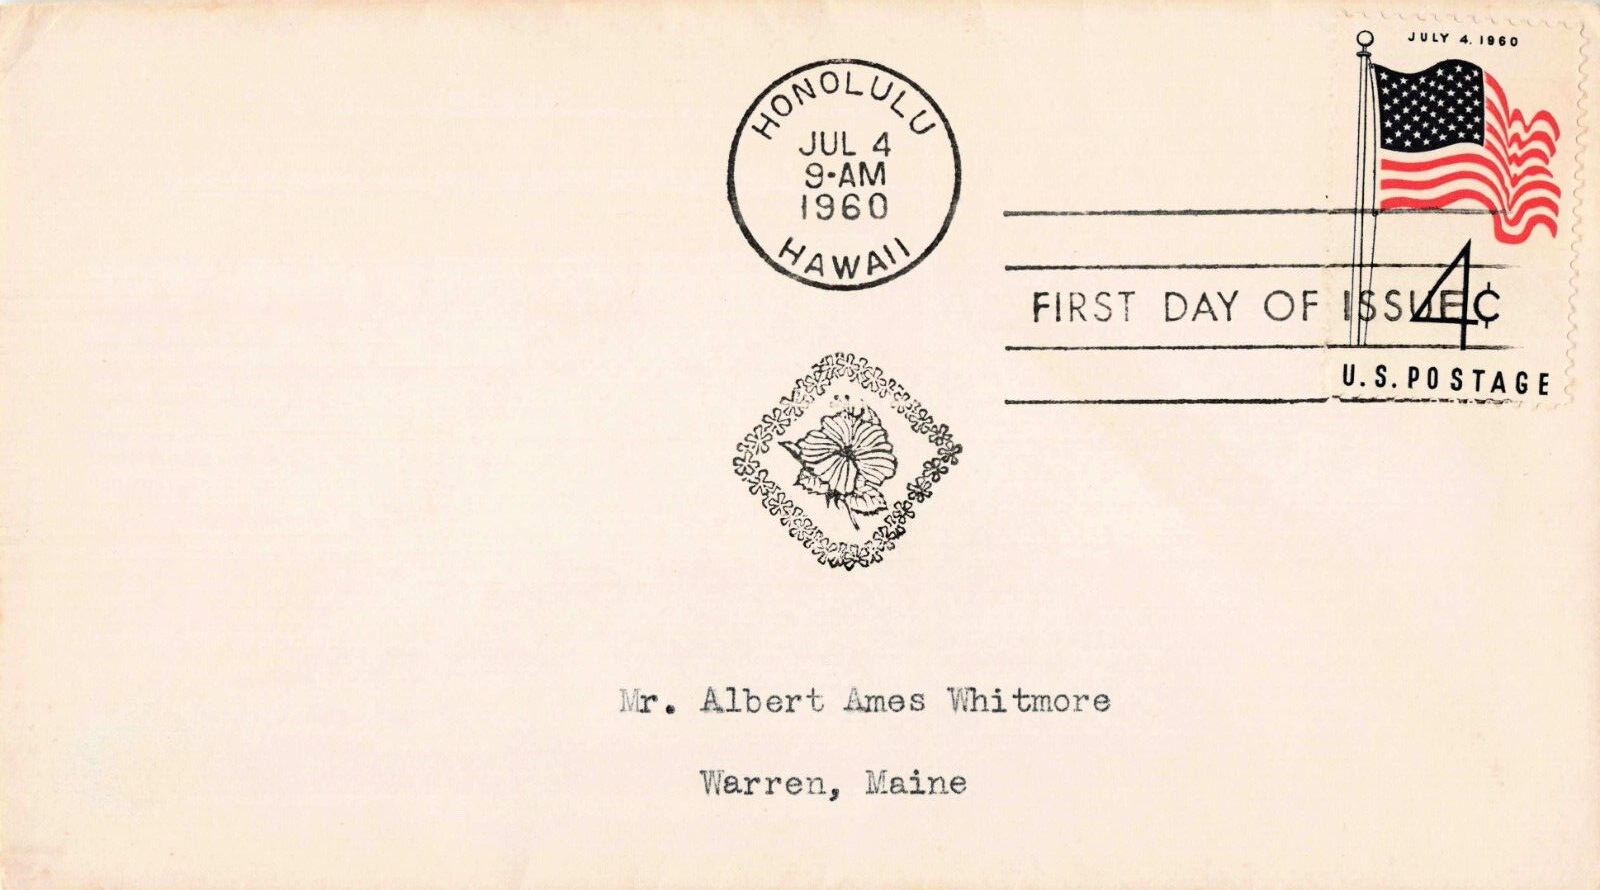 HONOLULU
JUL 4
9-AM
1960
HAWAII
JULY 4, 1960
FIRST DAY OF ISSUE
4¢
U.S. POSTAGE
Mr. Albert Ames Whitmore
Warren, Maine